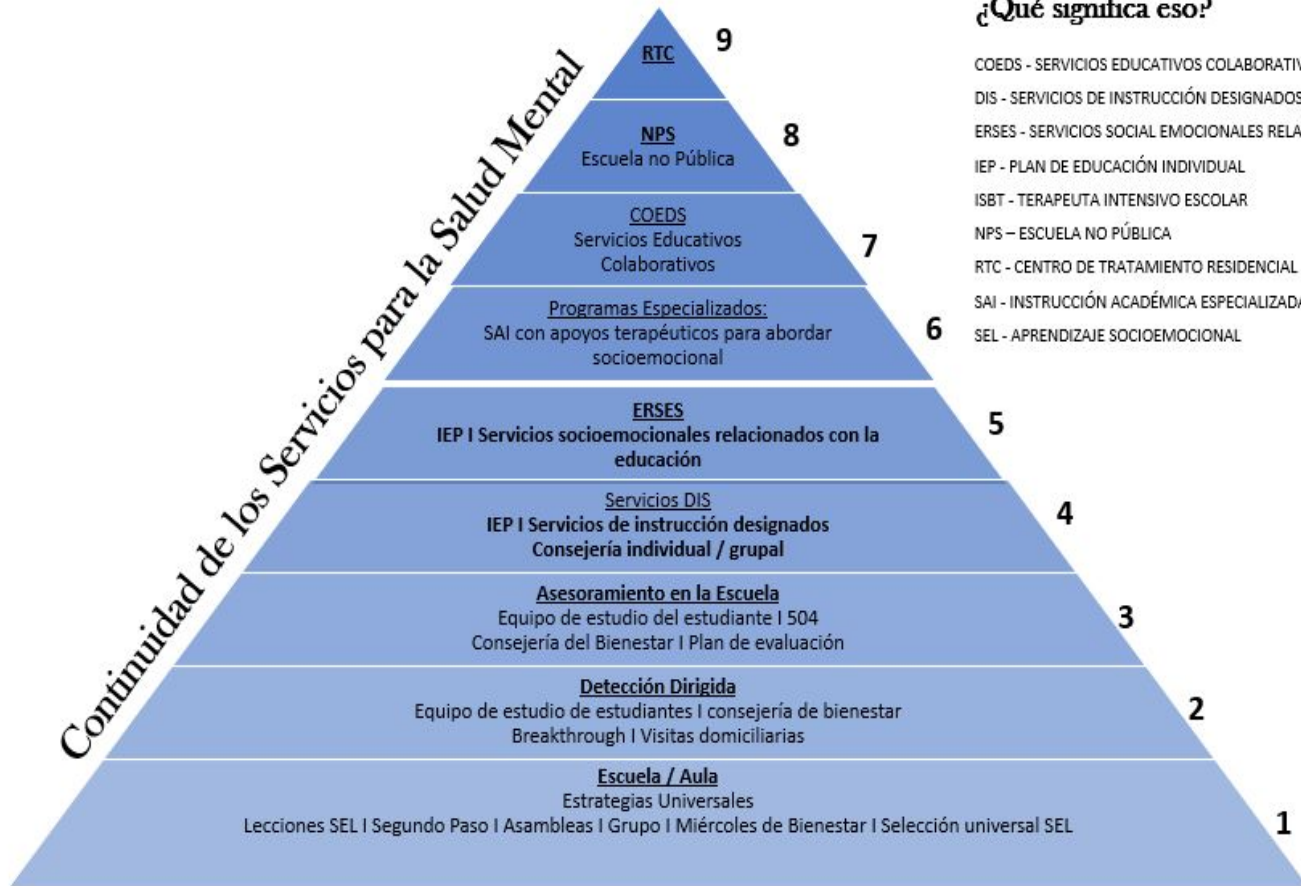 ¿Qué significa eso?
COEDS - SERVICIOS EDUCATIVOS
DIS - SERVICIOS DE INSTRUCCIÓN DESIGNADOS
ERSES - SERVICIOS SOCIAL EMOCIONALES
IEP - PLAN DE EDUCACIÓN INDIVIDUAL
ISBT - TERAPEUTA INTENSIVO ESCOLAR
NPS – ESCUELA NO PÚBLICA
RTC - CENTRO DE TRATAMIENTO RESIDENCIAL
SAI - INSTRUCCIÓN ACADÉMICA
SEL - APRENDIZAJE SOCIOEMOCIONAL
Continuidad de los Servicios para la Salud Mental
RTC
9
NPS
Escuela no Pública
8
COEDS
Servicios Educativos
Colaborativos
7
Programas Especializados:
SAI con apoyos terapéuticos para abordar
socioemocional
6
ERSES
IEP I Servicios socioemocionales relacionados con la
educación
5
Servicios DIS
IEP I Servicios de instrucción designados
Consejería individual / grupal
4
Asesoramiento en la Escuela
Equipo de estudio del estudiante I 504
Consejería del Bienestar I Plan de evaluación
3
Detección Dirigida
Equipo de estudio de estudiantes I consejería de bienestar
Breakthrough I Visitas domiciliarias
2
Escuela / Aula
Estrategias Universales
Lecciones SEL I Segundo Paso I Asambleas I Grupo I Miércoles de Bienestar I Selección universal SEL
1